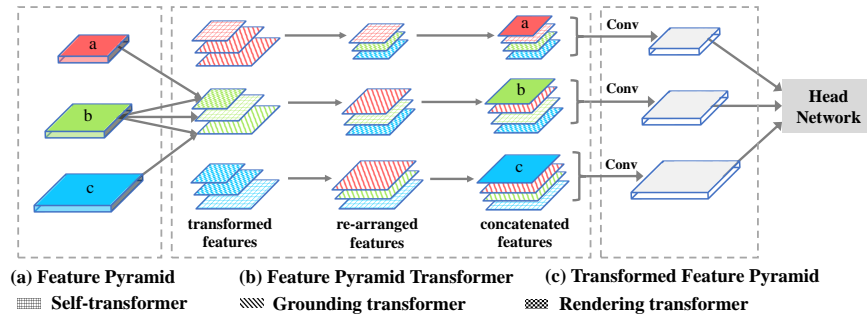 a
b
c
a
b
c
Conv
Conv
Conv
Head
Network
transformed
features
re-arranged
features
concatenated
features
(a) Feature Pyramid
(b) Feature Pyramid Transformer
(c) Transformed Feature Pyramid
Self-transformer
Grounding transformer
Rendering transformer